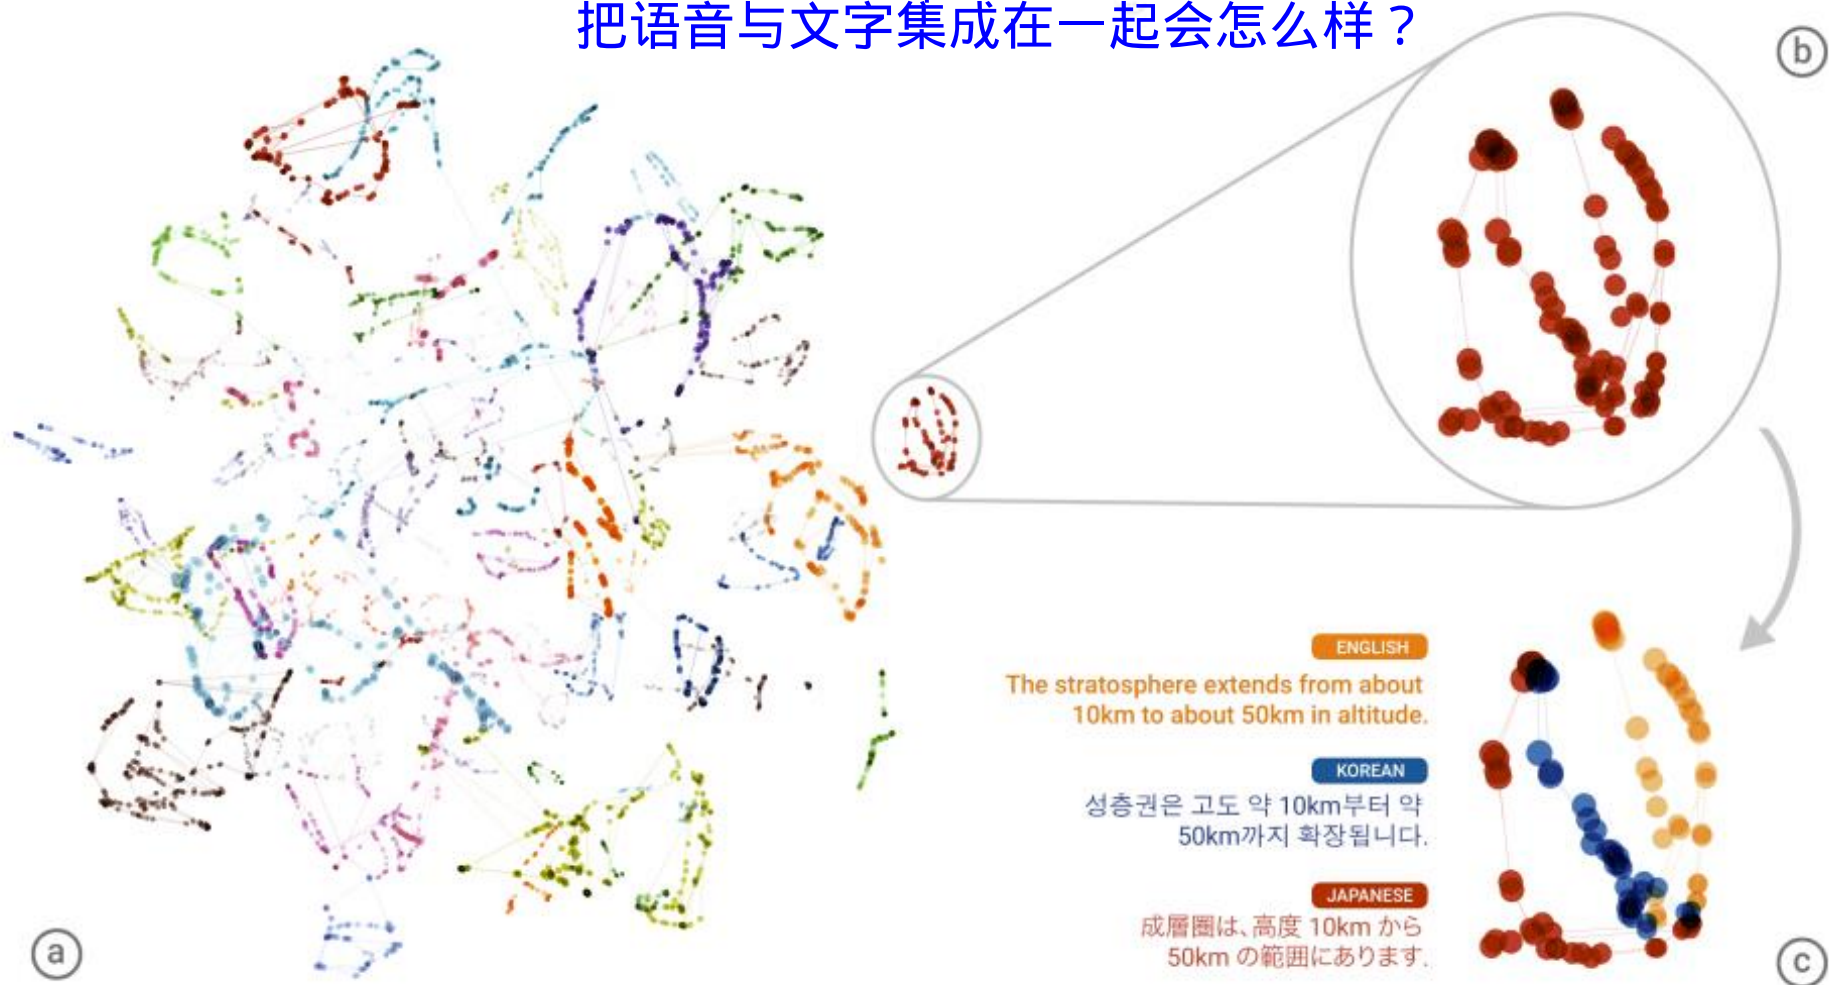 把语音与文字集成在一起会怎么样？
b
ENGLISH
The stratosphere extends from about
10km to about 50km in altitude.
KOREAN
성층권은 고도 약 10km부터 약
50km까지 확장됩니다.
JAPANESE
成層圏は、高度 10km から
50km の範囲にあります.
a
c